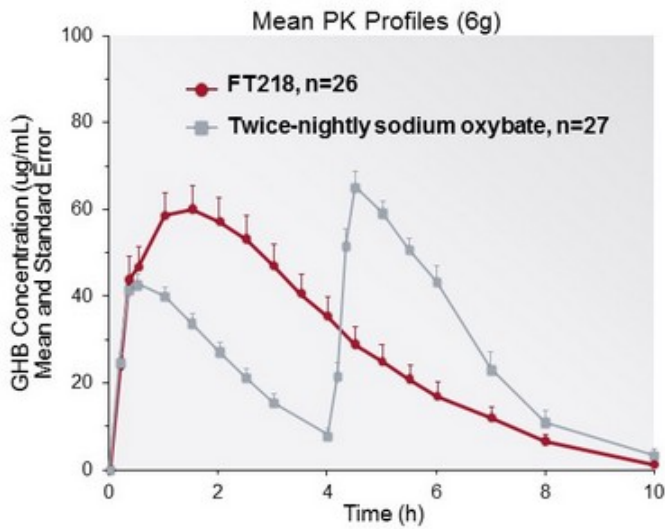 Mean PK Profiles (6g)
100
80
60
40
20
0
GHB Concentration (ug/mL)
Mean and Standard Error
FT218, n=26
Twice-nightly sodium oxybate, n=27
0 2 4 6 8 10
Time (h)